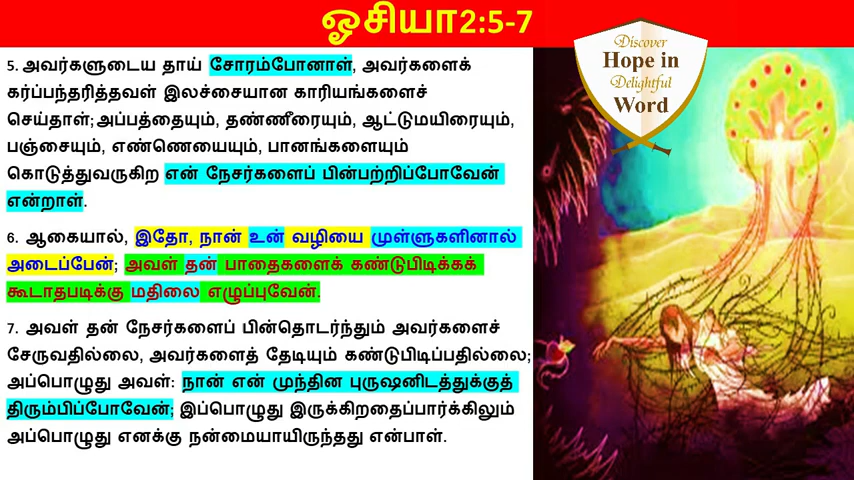 ஓசியா2:5-7
Discover
Hope in
Delightful
Word
5. அவர்களுடைய தாய் சோரம்போனாள், அவர்களைக்
கர்ப்பந்தரித்தவள் இலச்சையான காரியங்களைச்
செய்தாள்;அப்பத்தையும், தண்ணீரையும், ஆட்டுமயிரையும்,
பஞ்சையும், எண்ணெயையும், பானங்களையும்
கொடுத்துவருகிற என் நேசர்களைப் பின்பற்றிப்போவேன்
என்றாள்.
6. ஆகையால், இதோ, நான் உன் வழியை முள்ளுகளினால்
அடைப்பேன்; அவள் தன் பாதைகளைக் கண்டுபிடிக்கக்
கூடாதபடிக்கு மதிலை எழுப்புவேன்.
7. அவள் தன் நேசர்களைப் பின்தொடர்ந்தும் அவர்களைச்
சேருவதில்லை, அவர்களைத் தேடியும் கண்டுபிடிப்பதில்லை;
அப்பொழுது அவள்: நான் என் முந்தின புருஷனிடத்துக்குத்
திரும்பிப்போவேன்; இப்பொழுது இருக்கிறதைப்பார்க்கிலும்
அப்பொழுது எனக்கு நன்மையாயிருந்தது என்பாள்.